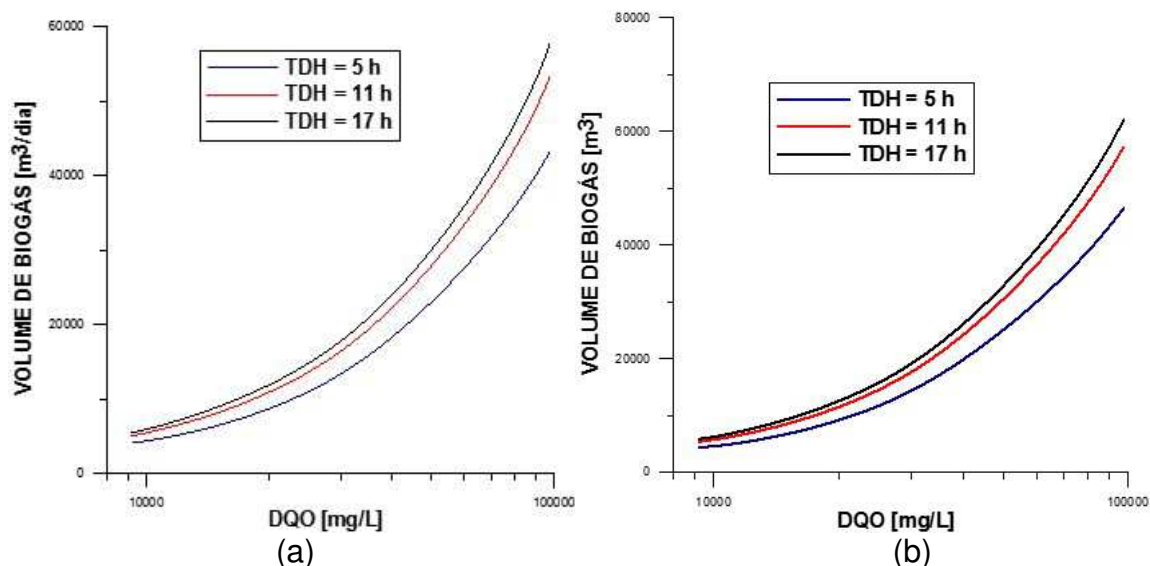 60000
40000
20000
0
VOLUME DE BIOGÁS [m³/dia]
TDH = 5 h
TDH = 11 h
TDH = 17 h
10000
100000
DQO [mg/L]
(a)
80000
60000
40000
20000
0
VOLUME DE BIOGÁS [m³]
TDH = 5 h
TDH = 11 h
TDH = 17 h
10000
100000
DQO [mg/L]
(b)